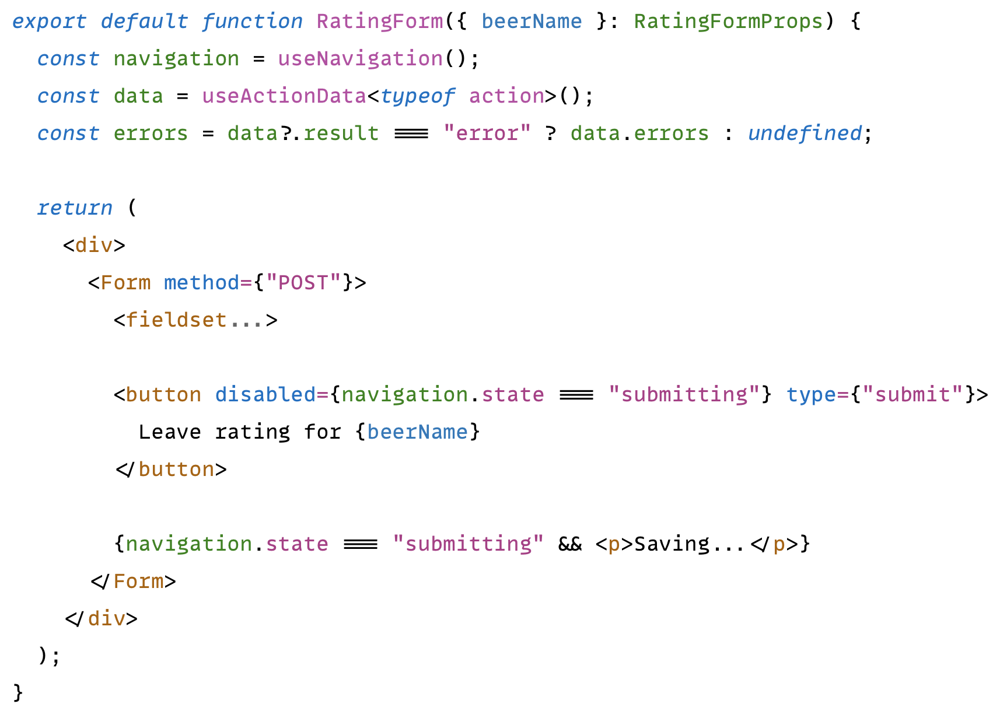 export default function RatingForm({ beerName }: RatingFormProps) {
  const navigation = useNavigation();
  const data = useActionData<typeof action>();
  const errors = data?.result === "error" ? data.errors : undefined;

  return (
    <div>
      <Form method={"POST"}>
        <fieldset...>

        <button disabled={navigation.state === "submitting"} type={"submit"}>
          Leave rating for {beerName}
        </button>

        {navigation.state === "submitting" && <p>Saving...</p>}
      </Form>
    </div>
  );
}